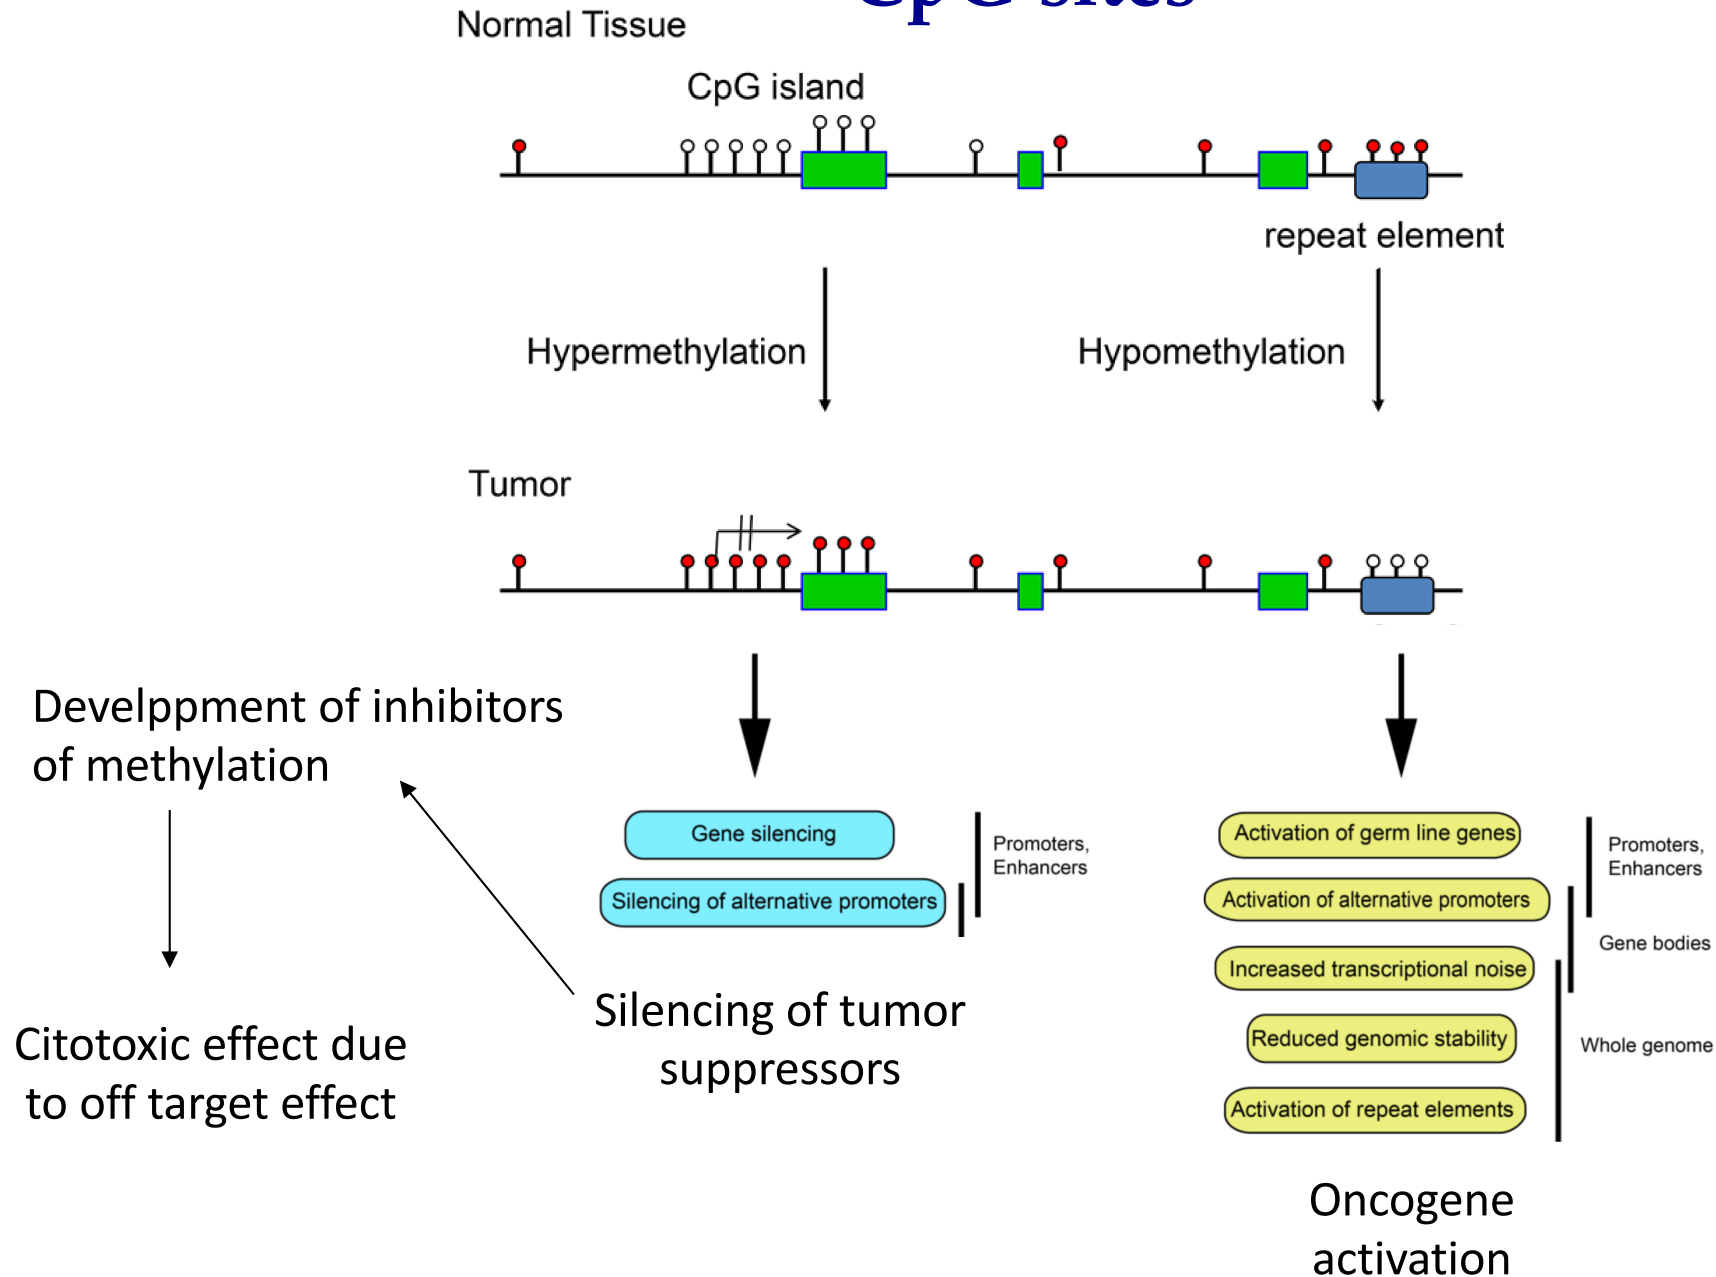 CpG sites
Normal Tissue
CpG island
repeat element
Hypermethylation
Hypomethylation
Tumor
Develppment of inhibitors
of methylation
Citotoxic effect due
to off target effect
Gene silencing
Silencing of alternative promoters
Promoters,
Enhancers
Silencing of tumor
suppressors
Activation of germ line genes
Activation of alternative promoters
Increased transcriptional noise
Reduced genomic stability
Activation of repeat elements
Promoters,
Enhancers
Gene bodies
Whole genome
Oncogene
activation